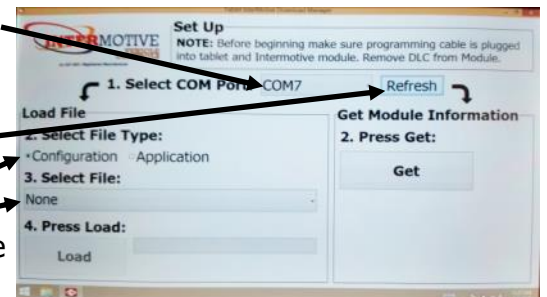 Set Up
INTERMOTIVE
NOTE: Before beginning make sure programming cable is plugged
into tablet and Intermotive module. Remove DLC from Module.
1. Select COM Port COM7
Refresh
Load File
2. Select File Type:
Configuration Application
3. Select File:
None
4. Press Load:
Load
Get Module Information
2. Press Get:
Get
e